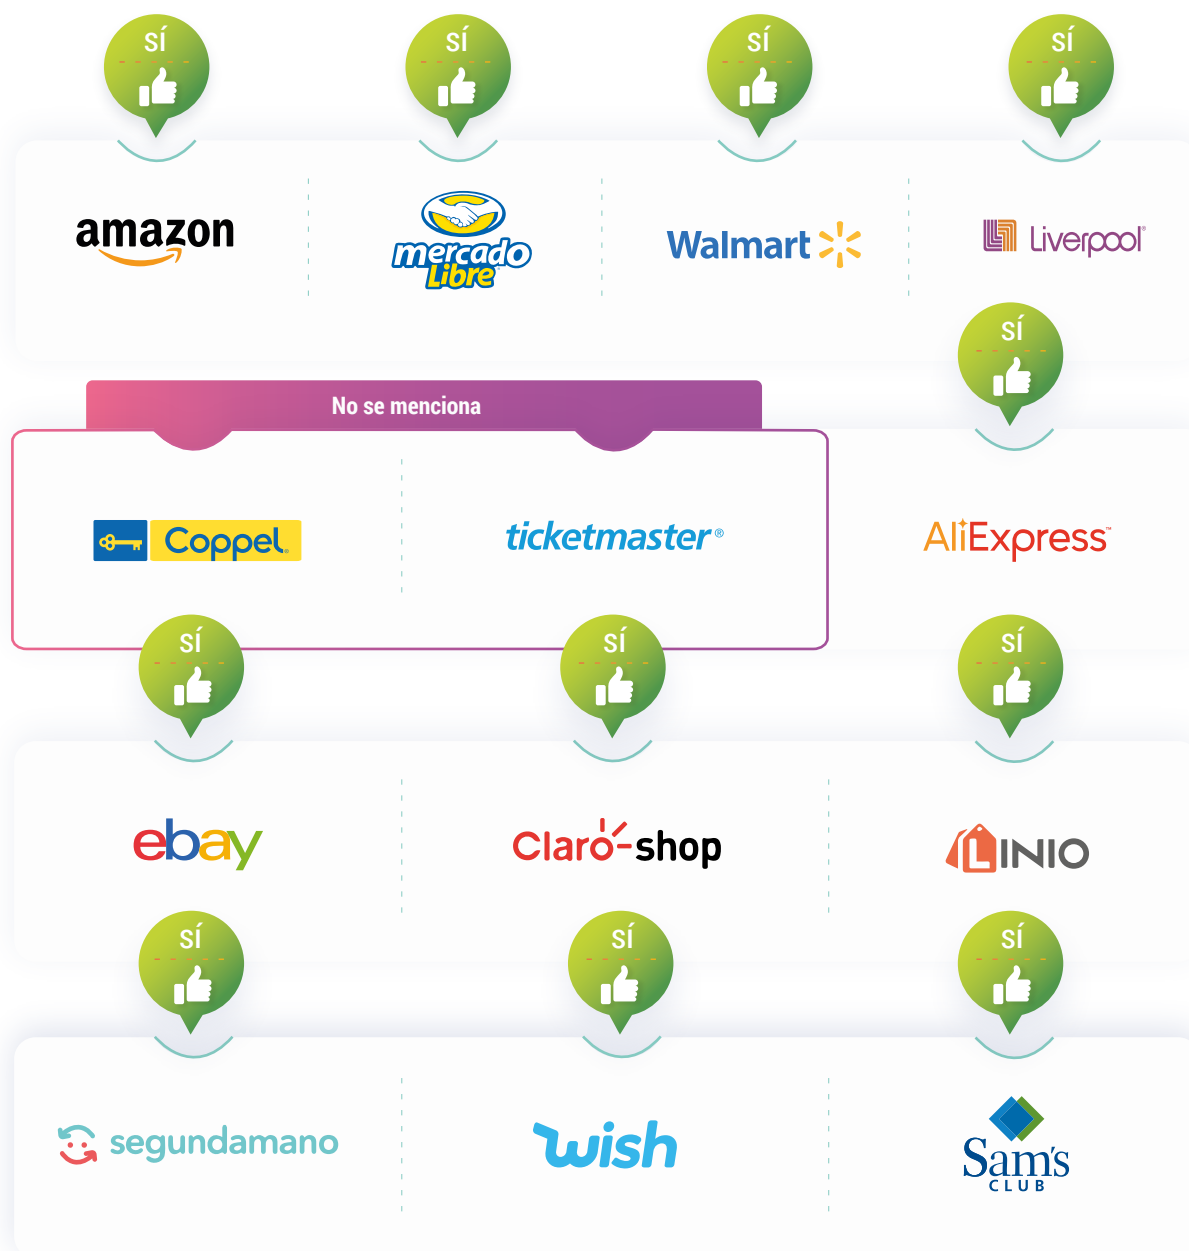 SÍ
SÍ
SÍ
SÍ
amazon
mercado
Libre
Walmart
Liverpool
SÍ
No se menciona
Coppel
ticketmaster®
AliExpress™
SÍ
SÍ
SÍ
ebay
Claro shop
LINIO
SÍ
SÍ
SÍ
segundamano
wish
Sam's
CLUB